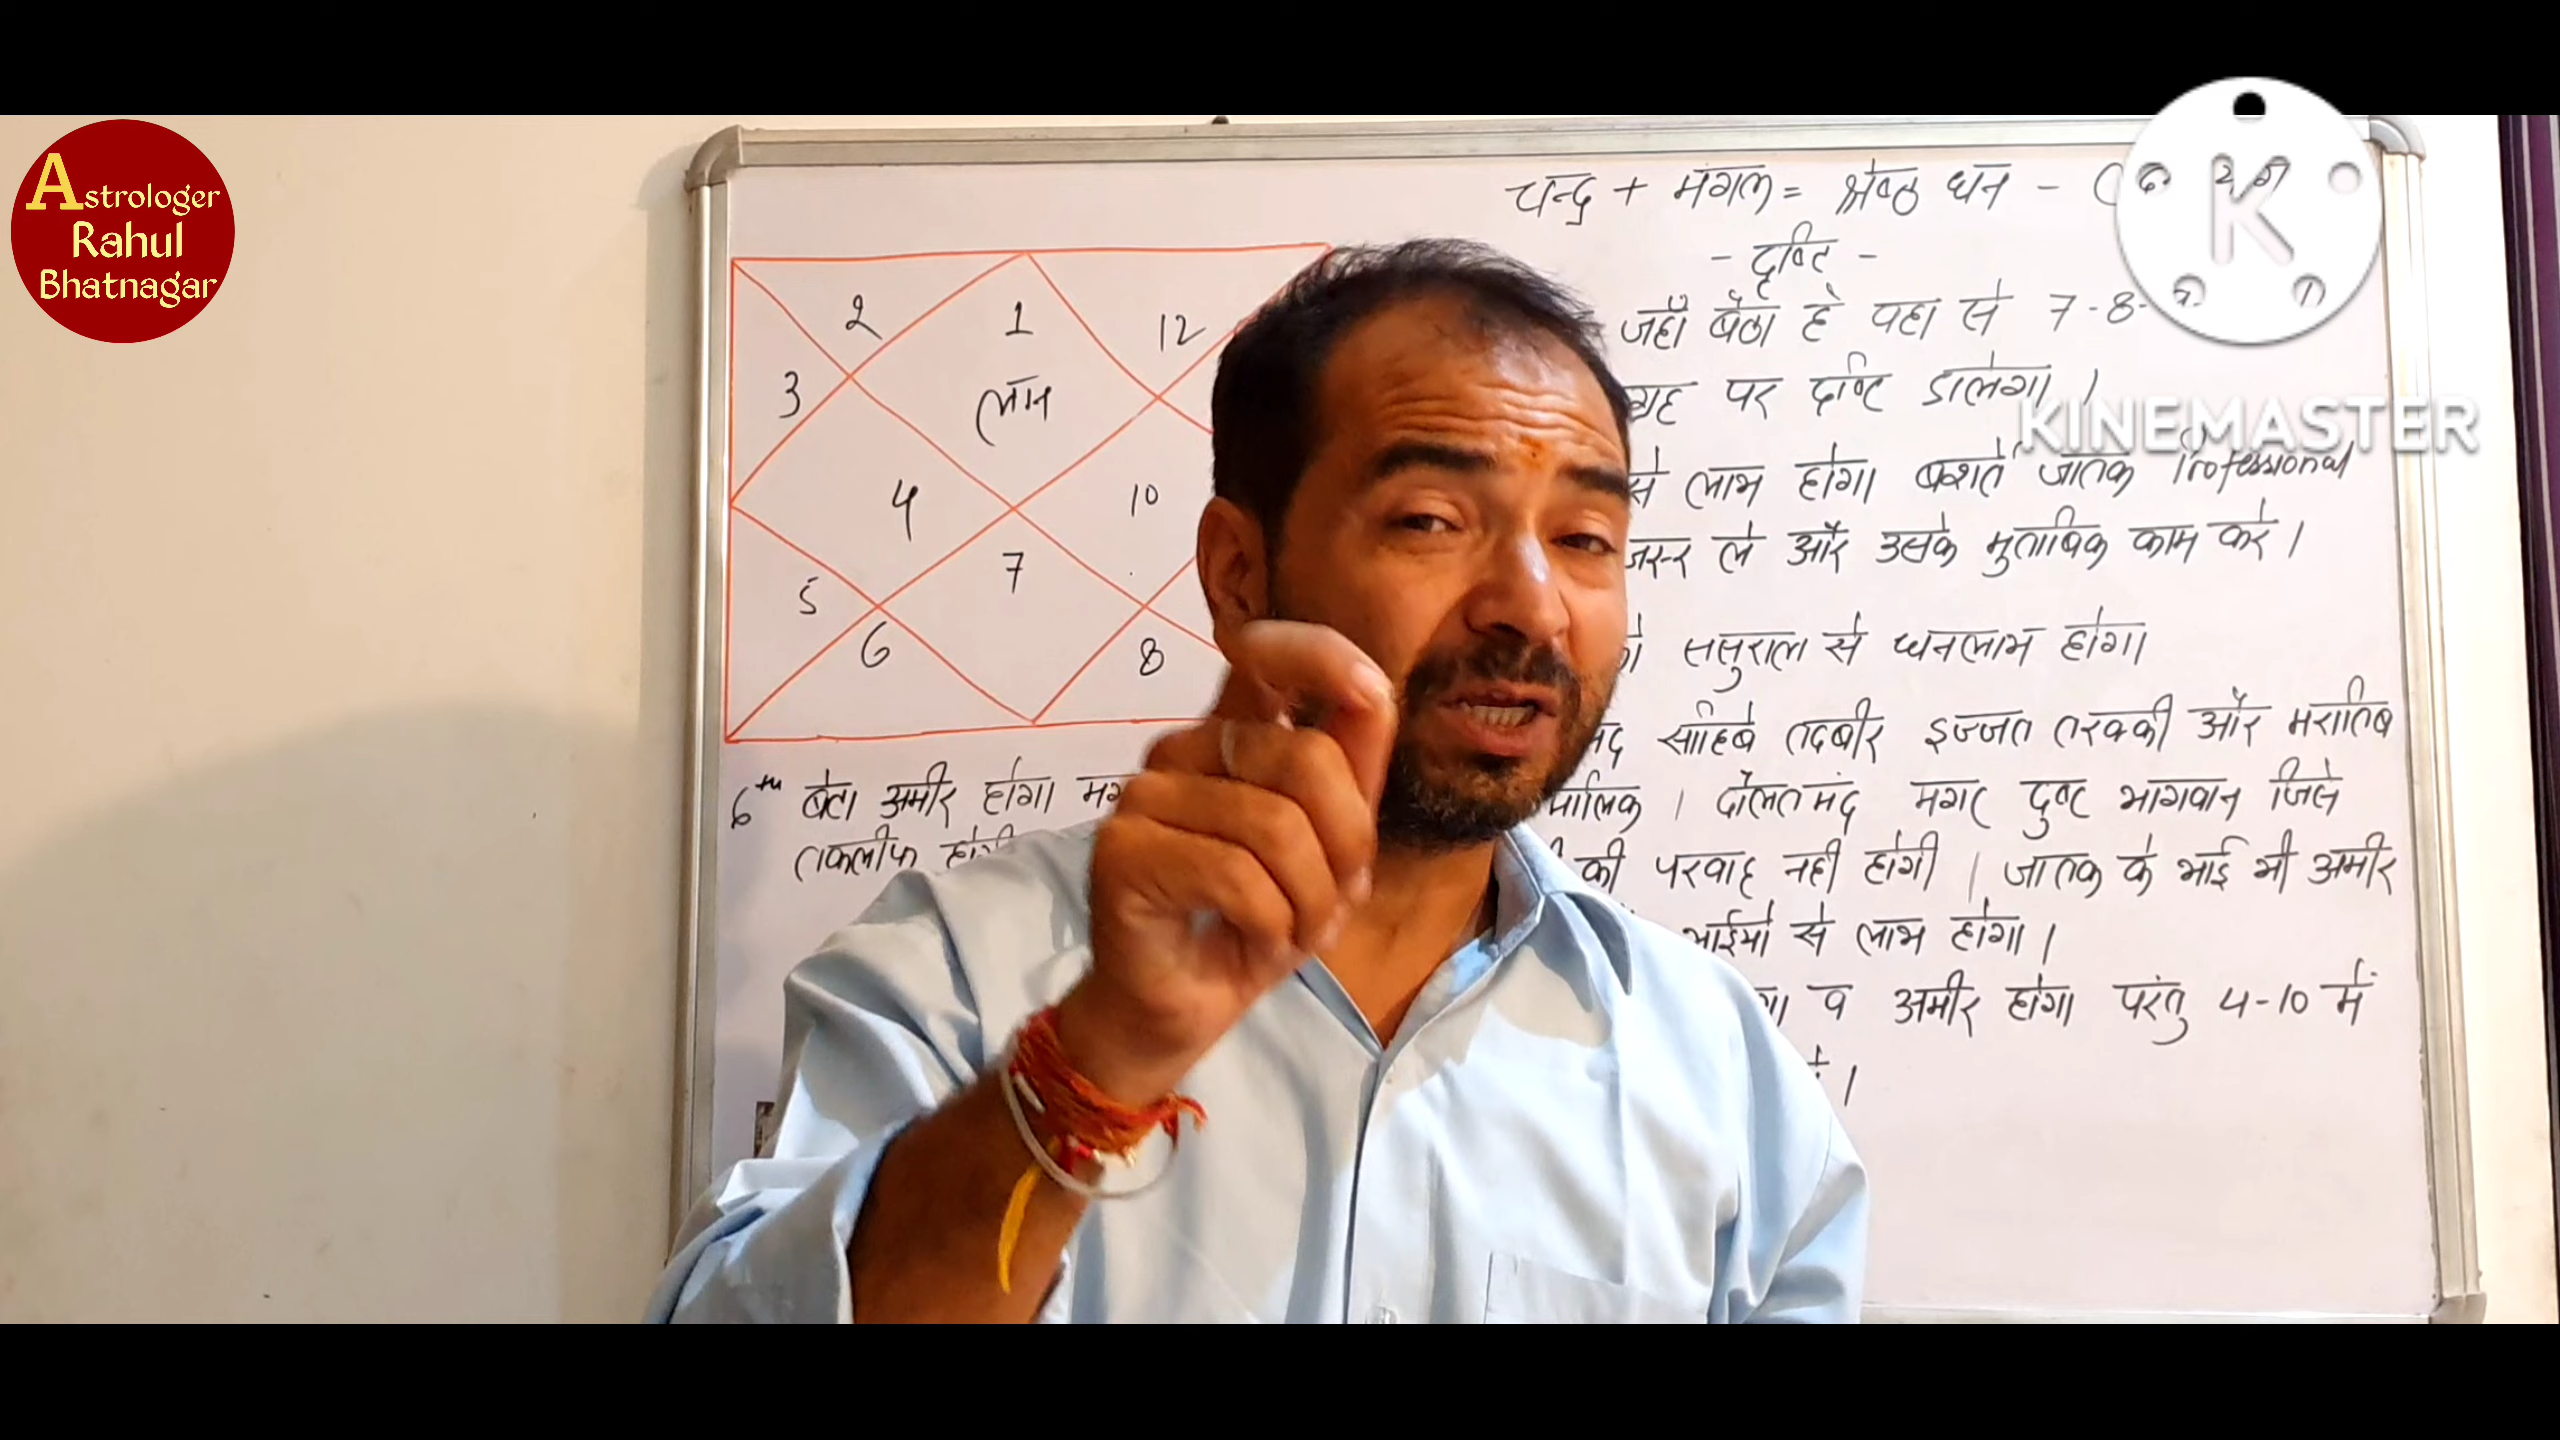 Astrologer
Rahul
Bhatnagar
KINEMASTER
चन्द्र + मंगल = श्रेष्ठ धन -
- दृष्टि -
जहाँ बैठा है वहा से 7-8-
ग्रह पर दृष्टि डालेगा ।
से लाभ होगा बशर्ते जातक Professional
जरुर ले और उसके मुताबिक काम करे ।
ससुराल से धनलाभ होगा
साहिबे तदबीर इज्जत तरक्की और मरातिब
मालिक । दौलतमंद मगर दुष्ट भागवान जिसे
की परवाह नही होगी । जातक के भाई भी अमीर
भाईयो से लाभ होगा ।
व अमीर होगा परंतु 4-10 में
2
1
12
3
लग्न
4
10
7
5
6
8
6th बेटा अमीर होगा
तकलीफ होगी